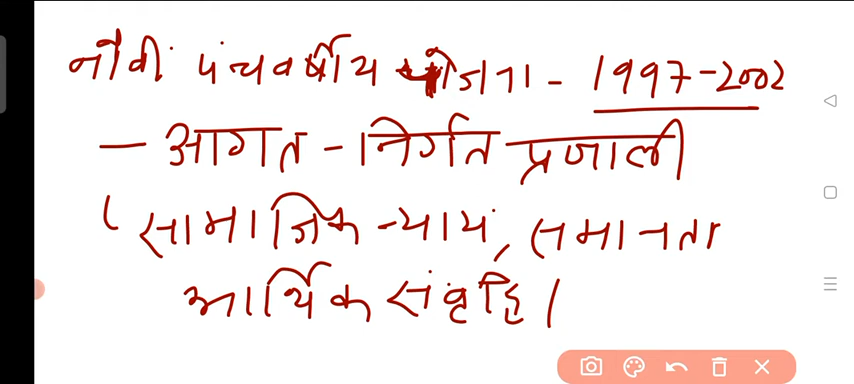 नौवीं पंचवर्षीय योजना - 1997-2002
- आगत - निर्गत प्रणाली
( सामाजिक न्याय, समानता
आर्थिक संवृद्धि ।